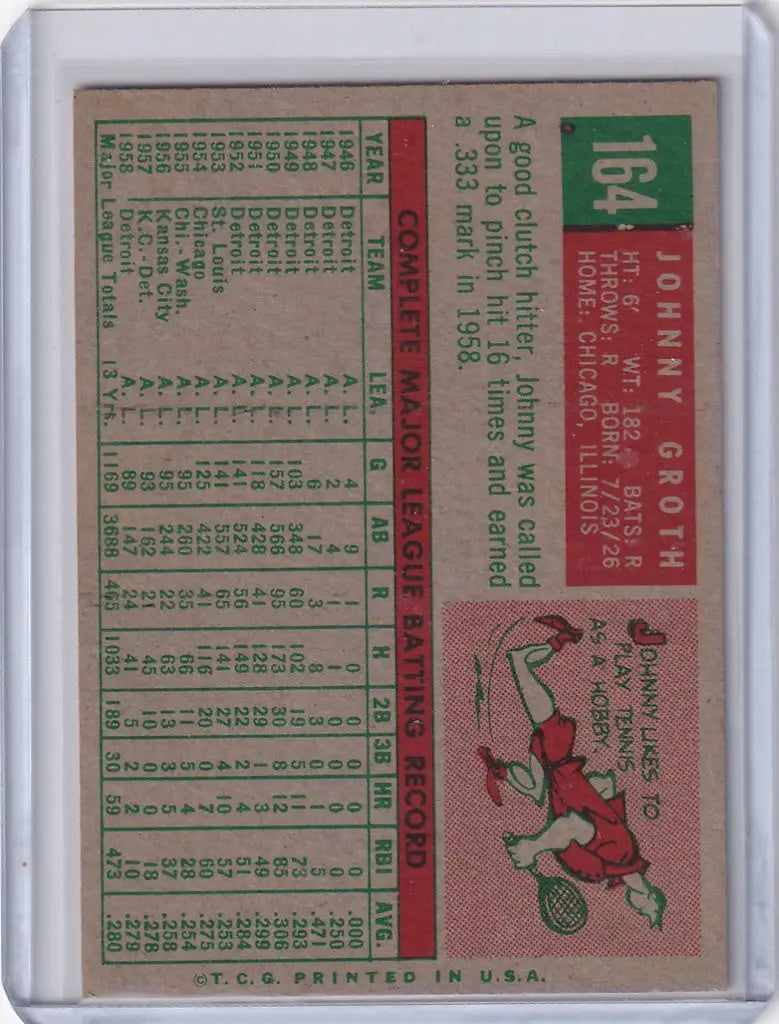 164
JOHNNY GROTH
HT: 6' WT: 182 BATS: R
THROWS: R BORN: 7/23/26
HOME: CHICAGO, ILLINOIS
A good clutch hitter, Johnny was called
upon to pinch hit 16 times and earned
a .333 mark in 1958.
JOHNNY LIKES TO
PLAY TENNIS
AS A HOBBY.
COMPLETE MAJOR LEAGUE BATTING RECORD
YEAR TEAM LEA. G AB R H 2B 3B HR RBI AVG.
1946 Detroit A. L. 4 9 1 0 0 0 0 0 .000
1947 Detroit A. L. 2 4 1 1 0 0 0 0 .250
1948 Detroit A. L. 6 17 3 8 3 0 1 5 .471
1949 Detroit A. L. 103 348 60 102 19 5 11 73 .293
1950 Detroit A. L. 157 566 95 173 30 8 12 85 .306
1951 Detroit A. L. 118 428 41 128 29 1 3 49 .299
1952 Detroit A. L. 141 524 56 149 22 2 4 51 .284
1953 St. Louis A. L. 141 557 65 141 27 4 10 57 .253
1954 Chicago A. L. 125 422 41 116 20 0 7 60 .275
1955 Chi.-Wash. A. L. 95 260 35 66 11 5 4 28 .254
1956 Kansas City A. L. 95 244 22 63 13 3 5 37 .258
1957 K.C.-Det. A. L. 93 162 21 45 10 0 0 18 .278
1958 Detroit A. L. 89 147 24 41 5 2 2 10 .279
Major League Totals 13 Yrs. 1169 3688 465 1033 189 30 59 473 .280
©T.C.G. PRINTED IN U.S.A.